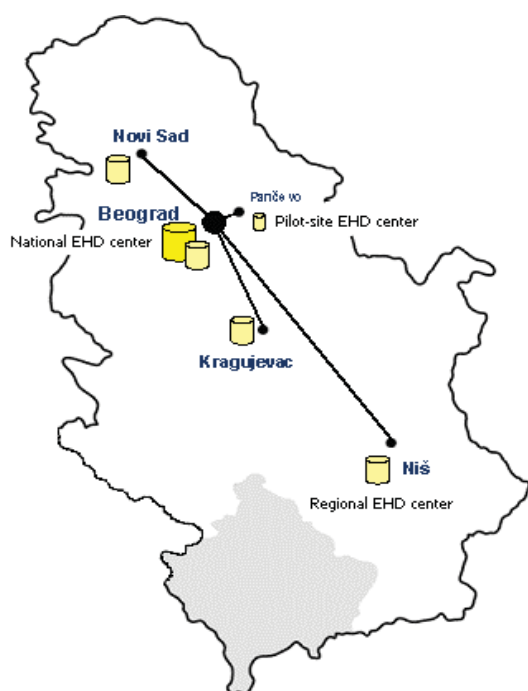 Novi Sad
Pančevo
Pilot-site EHD center
Beograd
National EHD center
Kragujevac
Niš
Regional EHD center